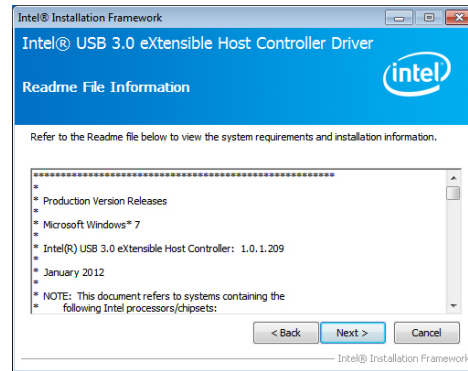 Intel® Installation Framework
Intel® USB 3.0 eXtensible Host Controller Driver
intel
Readme File Information
Refer to the Readme file below to view the system requirements and installation information.
******************************************************
*
* Production Version Releases
*
* Microsoft Windows* 7
*
* Intel(R) USB 3.0 eXtensible Host Controller: 1.0.1.209
*
* January 2012
*
* NOTE: This document refers to systems containing the
* following Intel processors/chipsets:
< Back
Next >
Cancel
Intel® Installation Framework